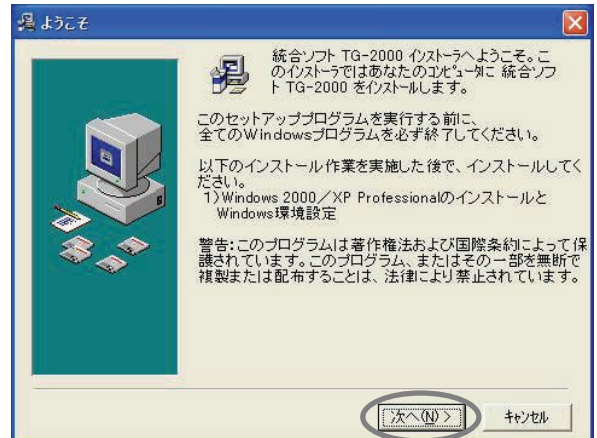 ようこそ
統合ソフト TG-2000 インストーラへようこそ。こ
のインストーラではあなたのコンピュータに 統合ソフ
ト TG-2000 をインストールします。
このセットアッププログラムを実行する前に、
全てのWindowsプログラムを必ず終了してください。
以下のインストール作業を実施した後で、インストールしてく
ださい。
1)Windows 2000／XP Professionalのインストールと
Windows環境設定
警告:このプログラムは著作権法および国際条約によって保
護されています。このプログラム、またはその一部を無断で
複製または配布することは、法律により禁止されています。
次へ(N) >
キャンセル